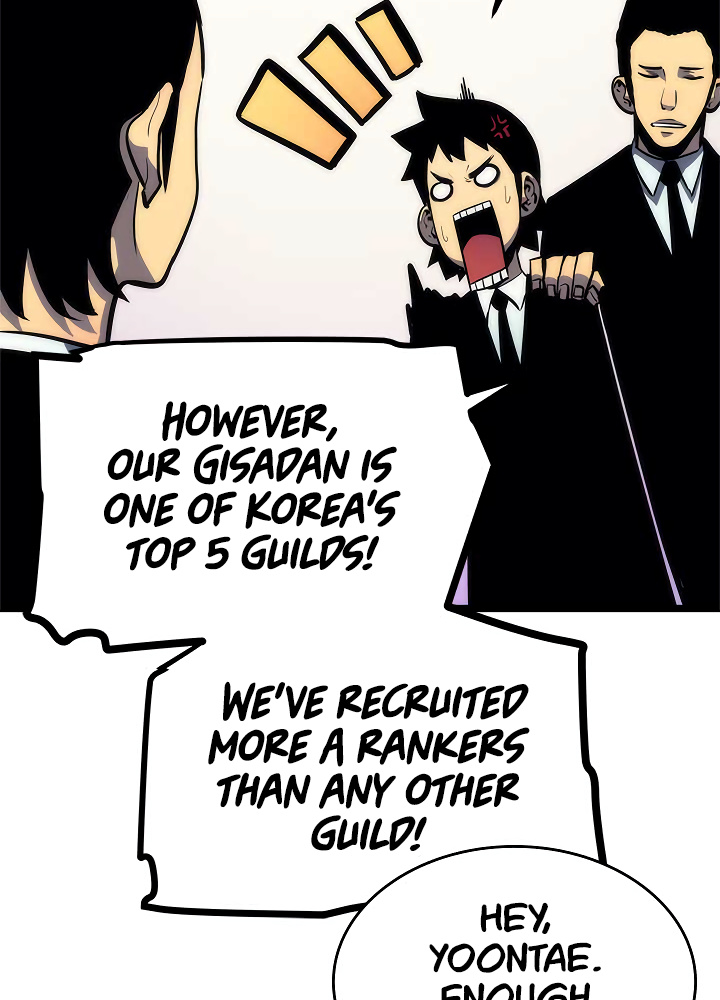 HOWEVER,
OUR GISADAN IS
ONE OF KOREA'S
TOP 5 GUILDS!
WE'VE RECRUITED
MORE A RANKERS
THAN ANY OTHER
GUILD!
HEY,
YOONTAE.
ENOUGH